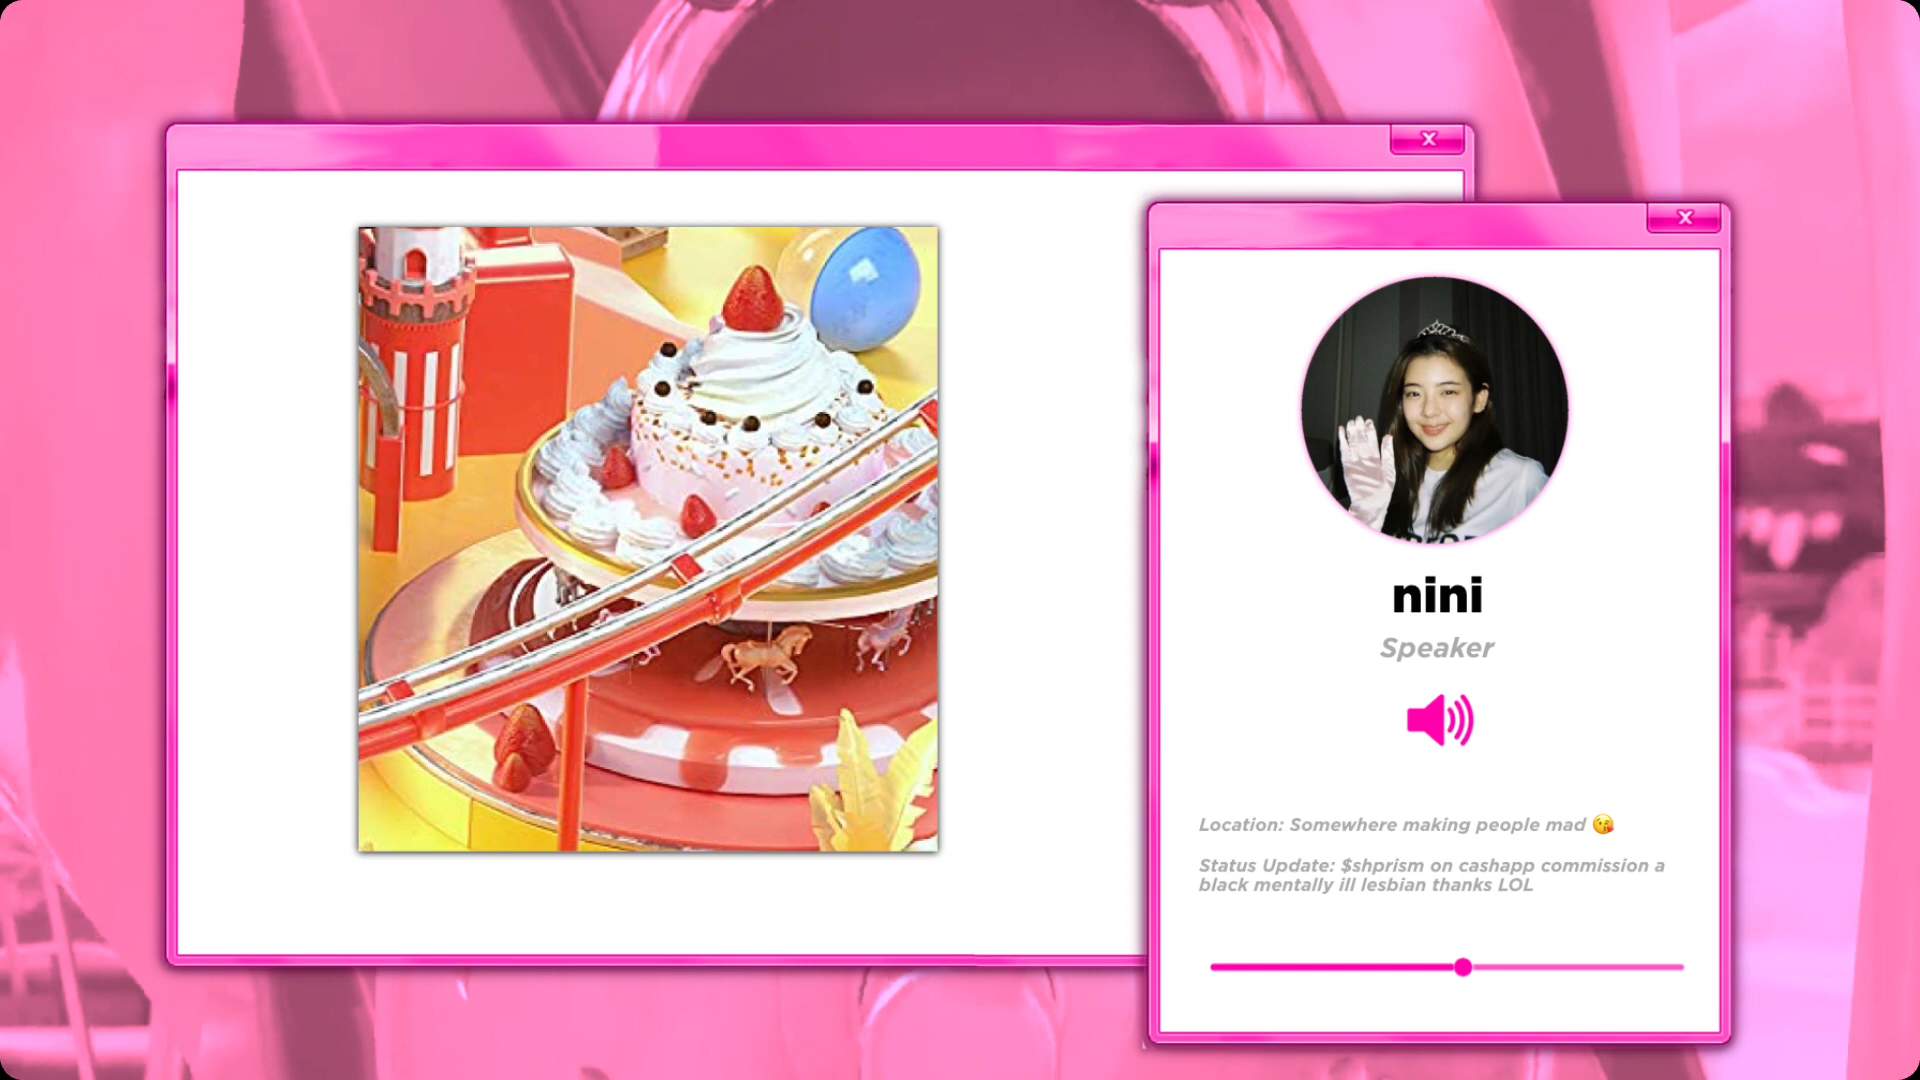 x
x
nini
Speaker
Location: Somewhere making people mad 😘
Status Update: $shprism on cashapp commission a
black mentally ill lesbian thanks LOL